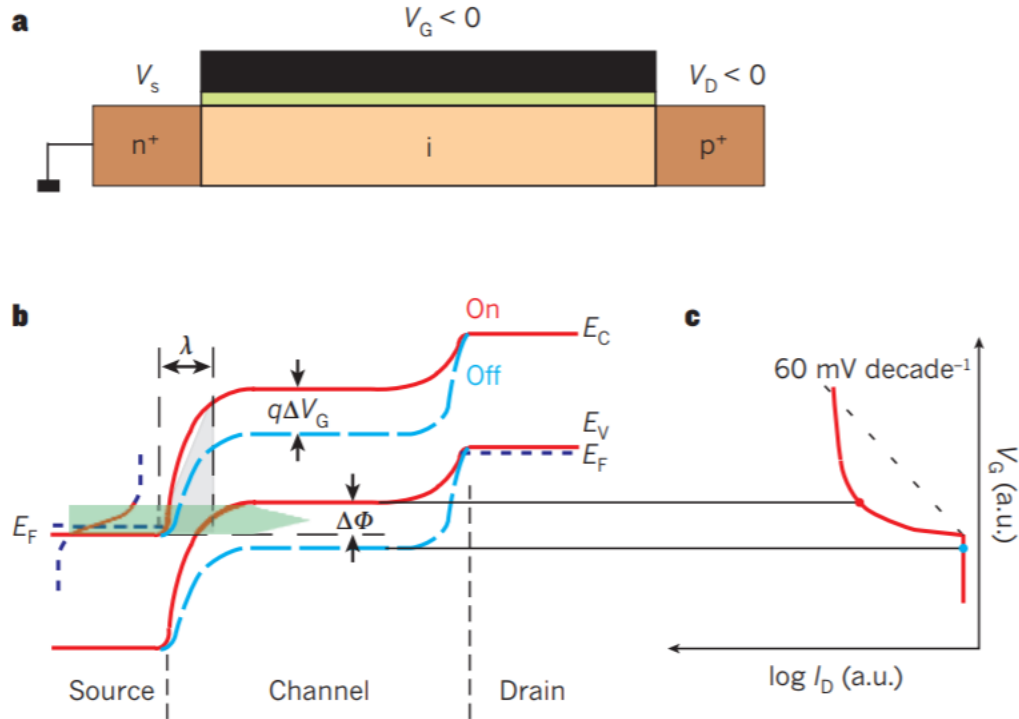 a
V_G < 0
V_s
V_D < 0
n⁺
i
p⁺
b
On
E_C
λ
Off
qΔV_G
E_V
E_F
E_F
ΔΦ
Source
Channel
Drain
c
60 mV decade⁻¹
V_G (a.u.)
log I_D (a.u.)